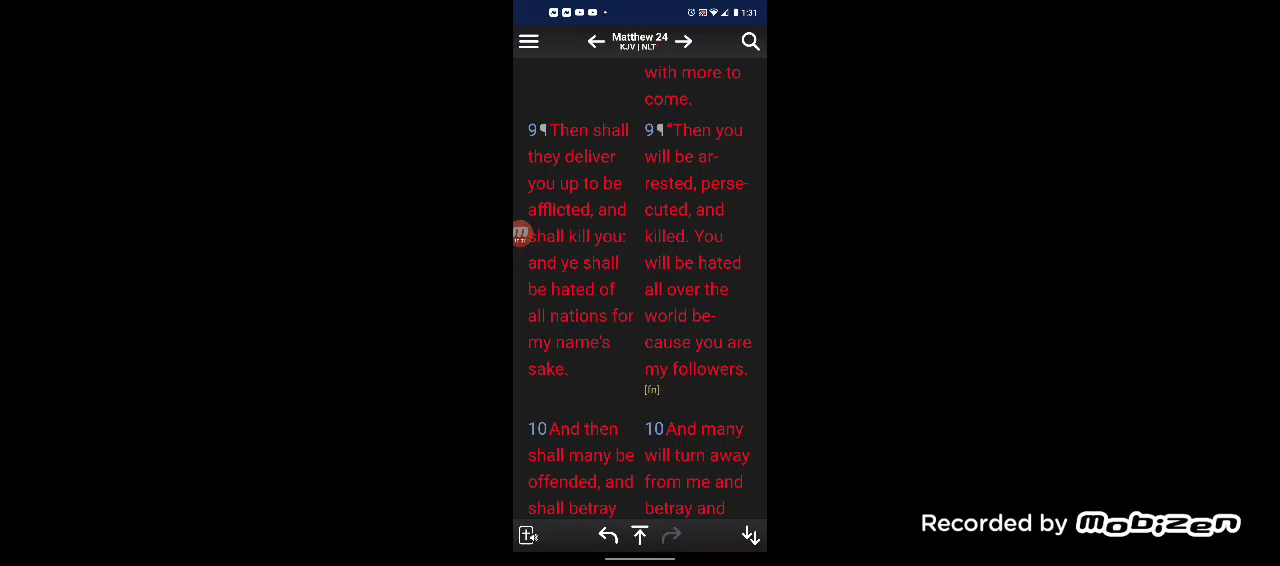 1:31
Matthew 24
KJV | NLT
with more to
come.
9¶Then shall
they deliver
you up to be
afflicted, and
shall kill you:
and ye shall
be hated of
all nations for
my name's
sake.
9¶“Then you
will be ar-
rested, perse-
cuted, and
killed. You
will be hated
all over the
world be-
cause you are
my followers.
[fn]
10 And then
shall many be
offended, and
shall betray
10 And many
will turn away
from me and
betray and
Recorded by mobizen